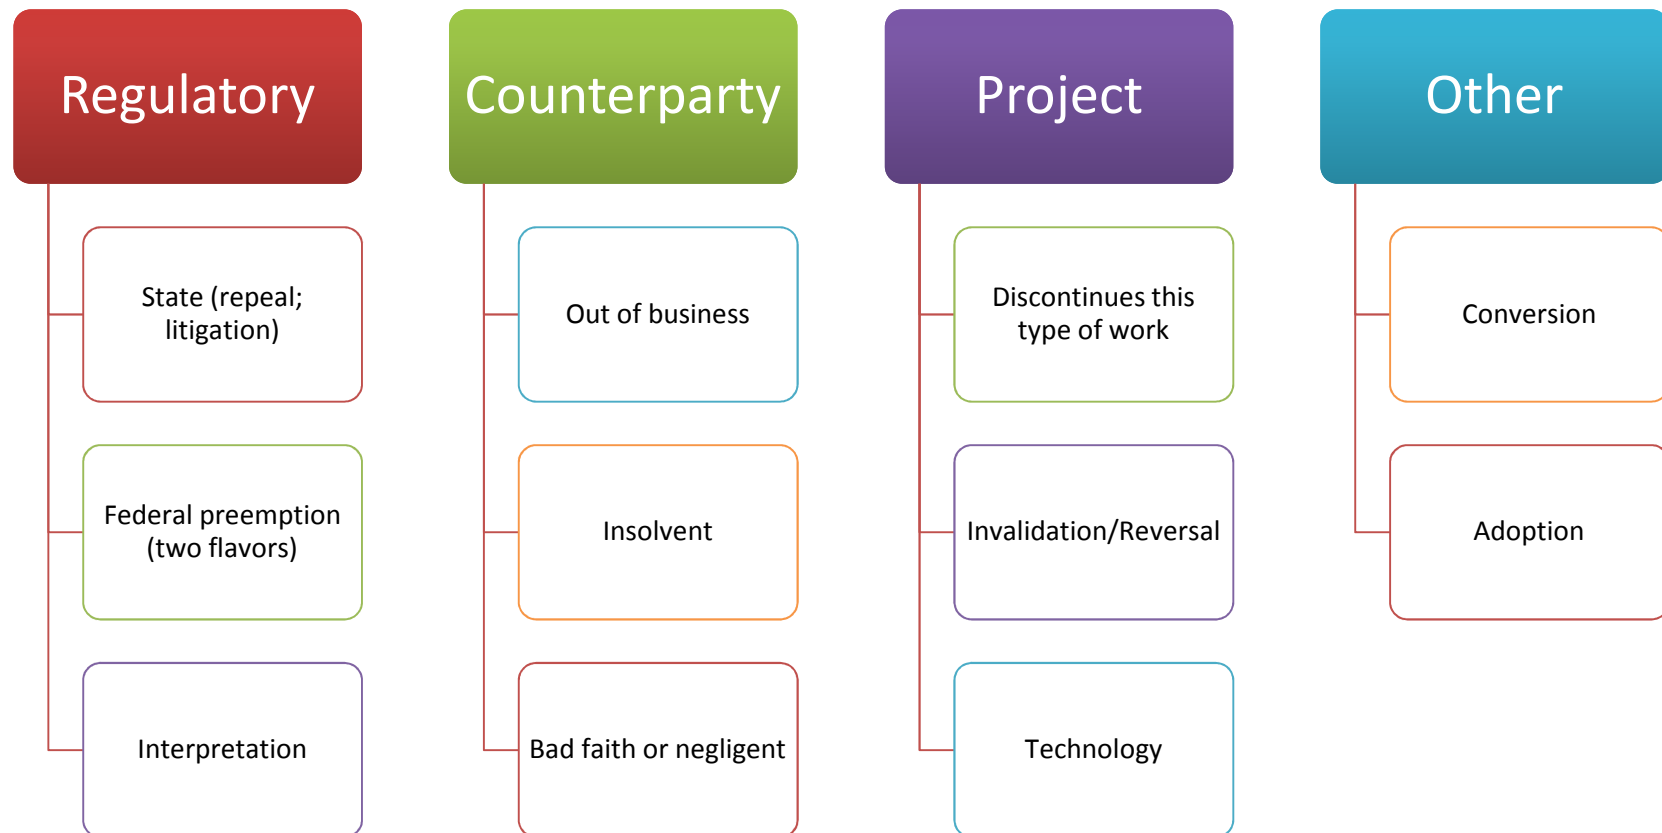 Regulatory
State (repeal;
litigation)
Federal preemption
(two flavors)
Interpretation
Counterparty
Out of business
Insolvent
Bad faith or negligent
Project
Discontinues this
type of work
Invalidation/Reversal
Technology
Other
Conversion
Adoption